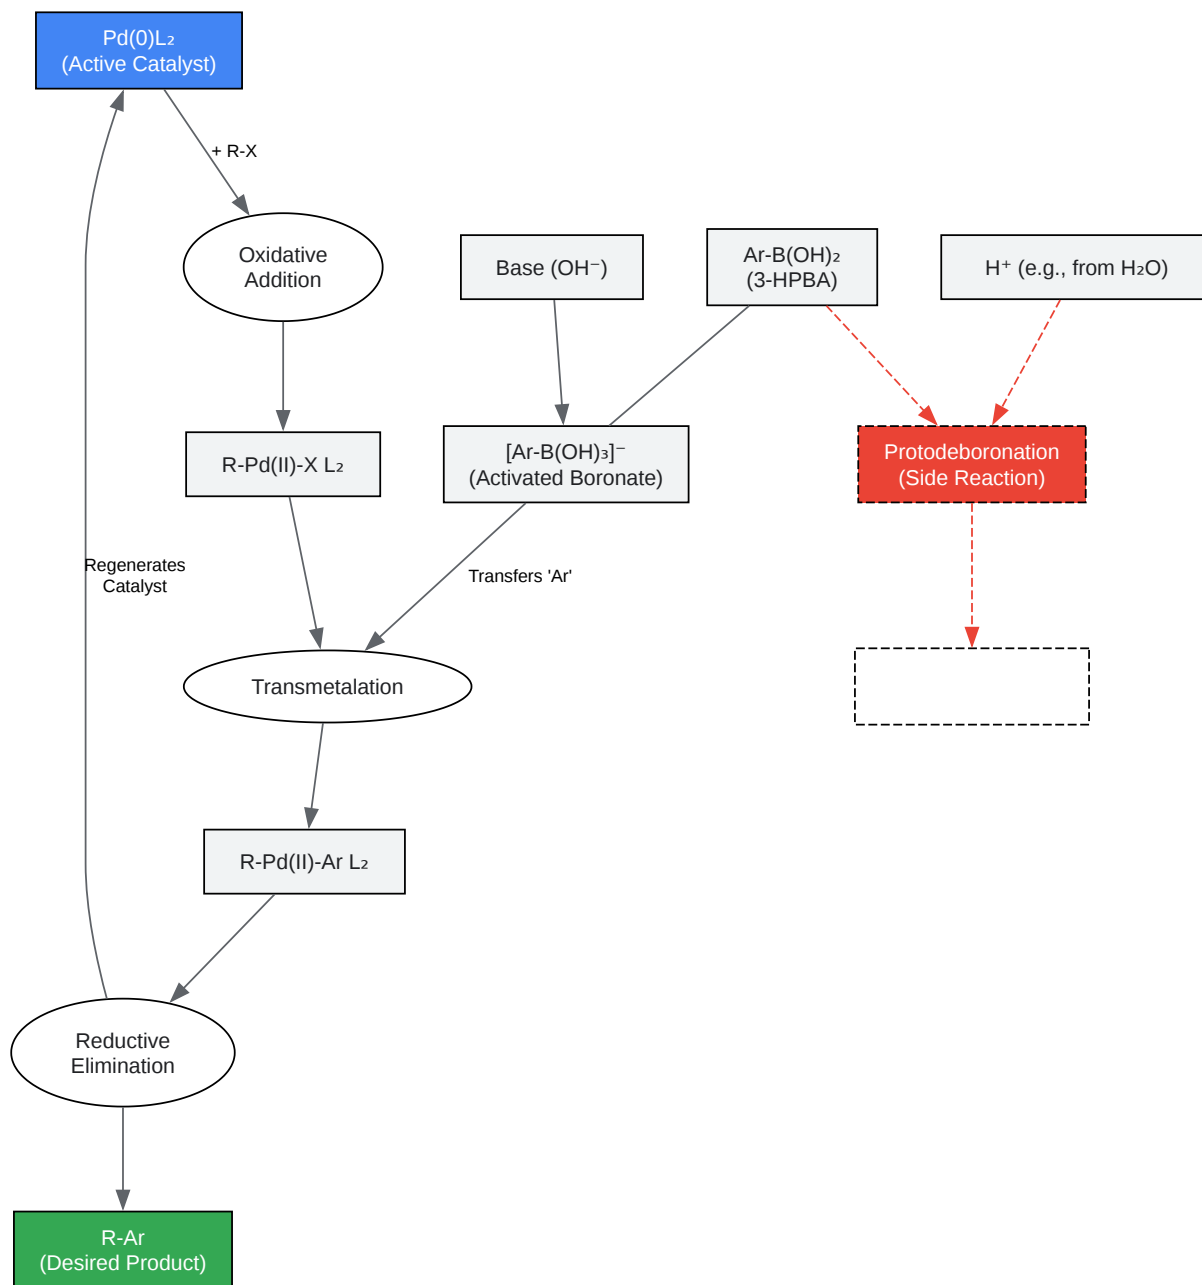 Pd(0)L₂
(Active Catalyst)
+ R-X
Oxidative
Addition
Base (OH⁻)
Ar-B(OH)₂
(3-HPBA)
H⁺ (e.g., from H₂O)
R-Pd(II)-X L₂
[Ar-B(OH)₃]⁻
(Activated Boronate)
Protodeboronation
(Side Reaction)
Regenerates
Catalyst
Transfers 'Ar'
Transmetalation
R-Pd(II)-Ar L₂
Reductive
Elimination
R-Ar
(Desired Product)